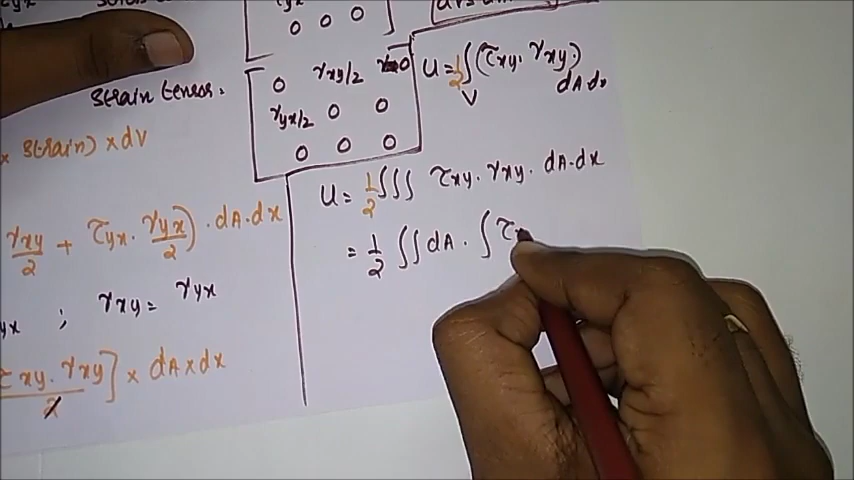 0 0 0
strain tensor.
0 γxy/2 0
γyx/2 0 0
0 0 0
U = 1/2 ∫V (τxy · γxy) dA·dx
x strain) x dV
γxy/2 + τyx · γyx/2) · dA·dx
; γxy = γyx
τxy · γxy/2] x dA x dx
U = 1/2 ∫∫∫ τxy · γxy · dA·dx
= 1/2 ∫∫ dA · ∫ τx